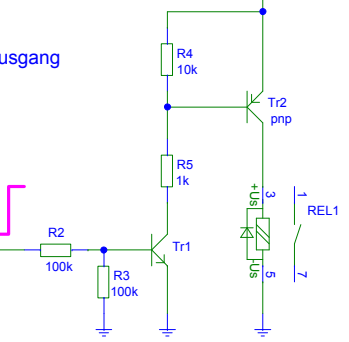 usgang
R4
10k
Tr2
pnp
R5
1k
+Us
3
1
REL1
R2
100k
Tr1
R3
100k
-Us
5
7